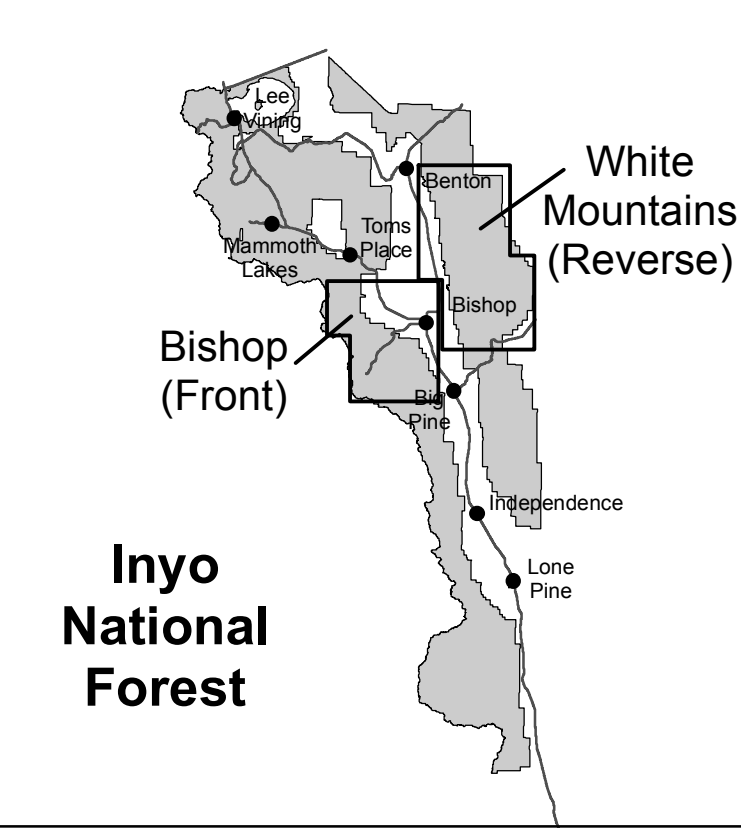 Lee
Vining
Benton
White
Mountains
(Reverse)
Mammoth
Lakes
Toms
Place
Bishop
Bishop
(Front)
Big
Pine
Independence
Lone
Pine
Inyo
National
Forest